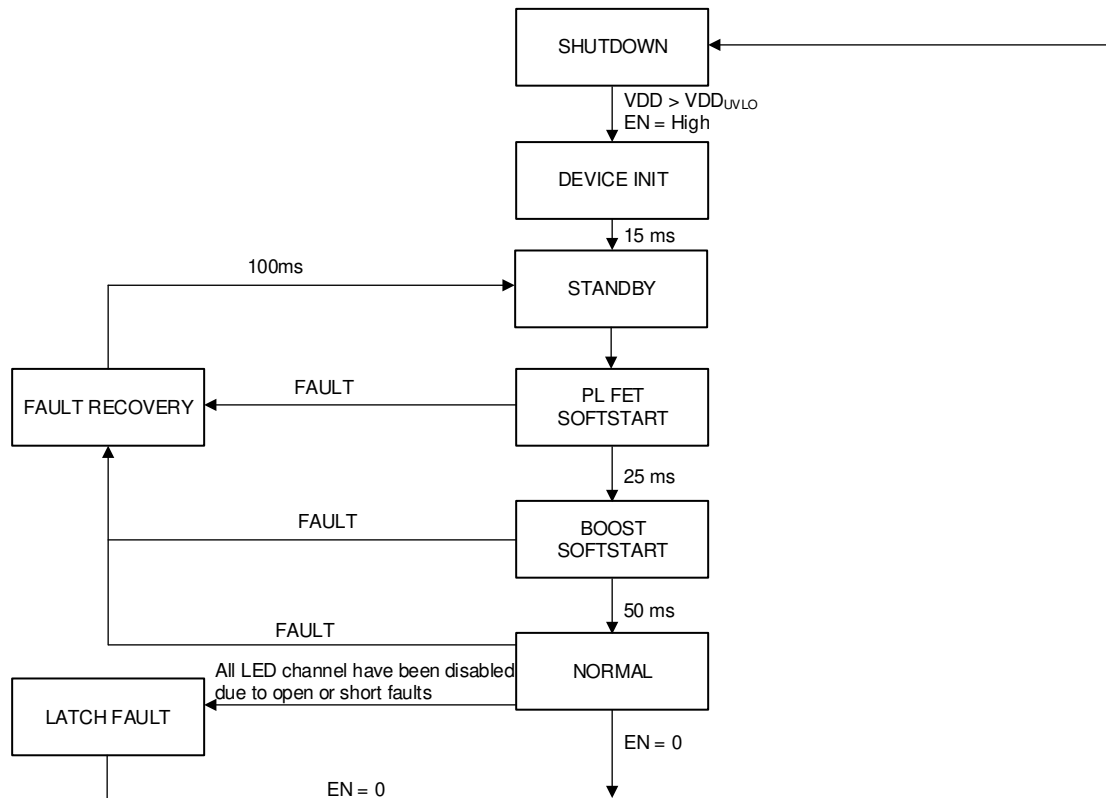 SHUTDOWN
VDD > VDDUVLO
EN = High
DEVICE INIT
15 ms
100ms
STANDBY
FAULT RECOVERY
FAULT
PL FET
SOFTSTART
25 ms
FAULT
BOOST
SOFTSTART
50 ms
FAULT
NORMAL
All LED channel have been disabled
due to open or short faults
LATCH FAULT
EN = 0
EN = 0